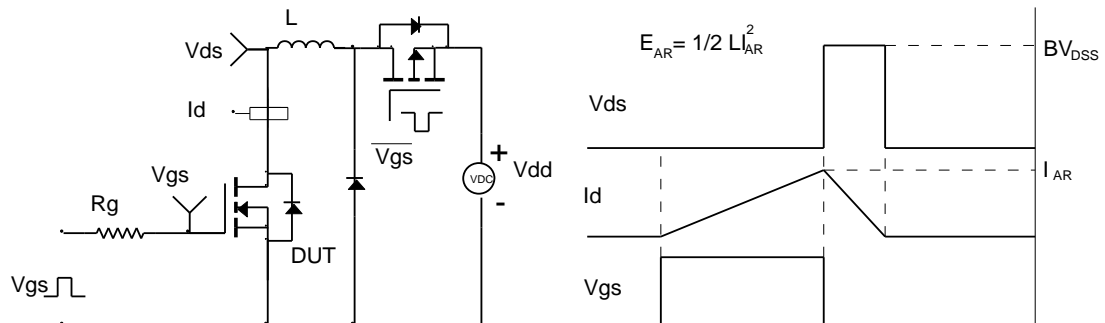 L
Vds
Id
Vgs
+
Vgs
VDC
Vdd
-
Rg
DUT
Vgs
E_AR = 1/2 LI_AR^2
BV_DSS
Vds
I_AR
Id
Vgs